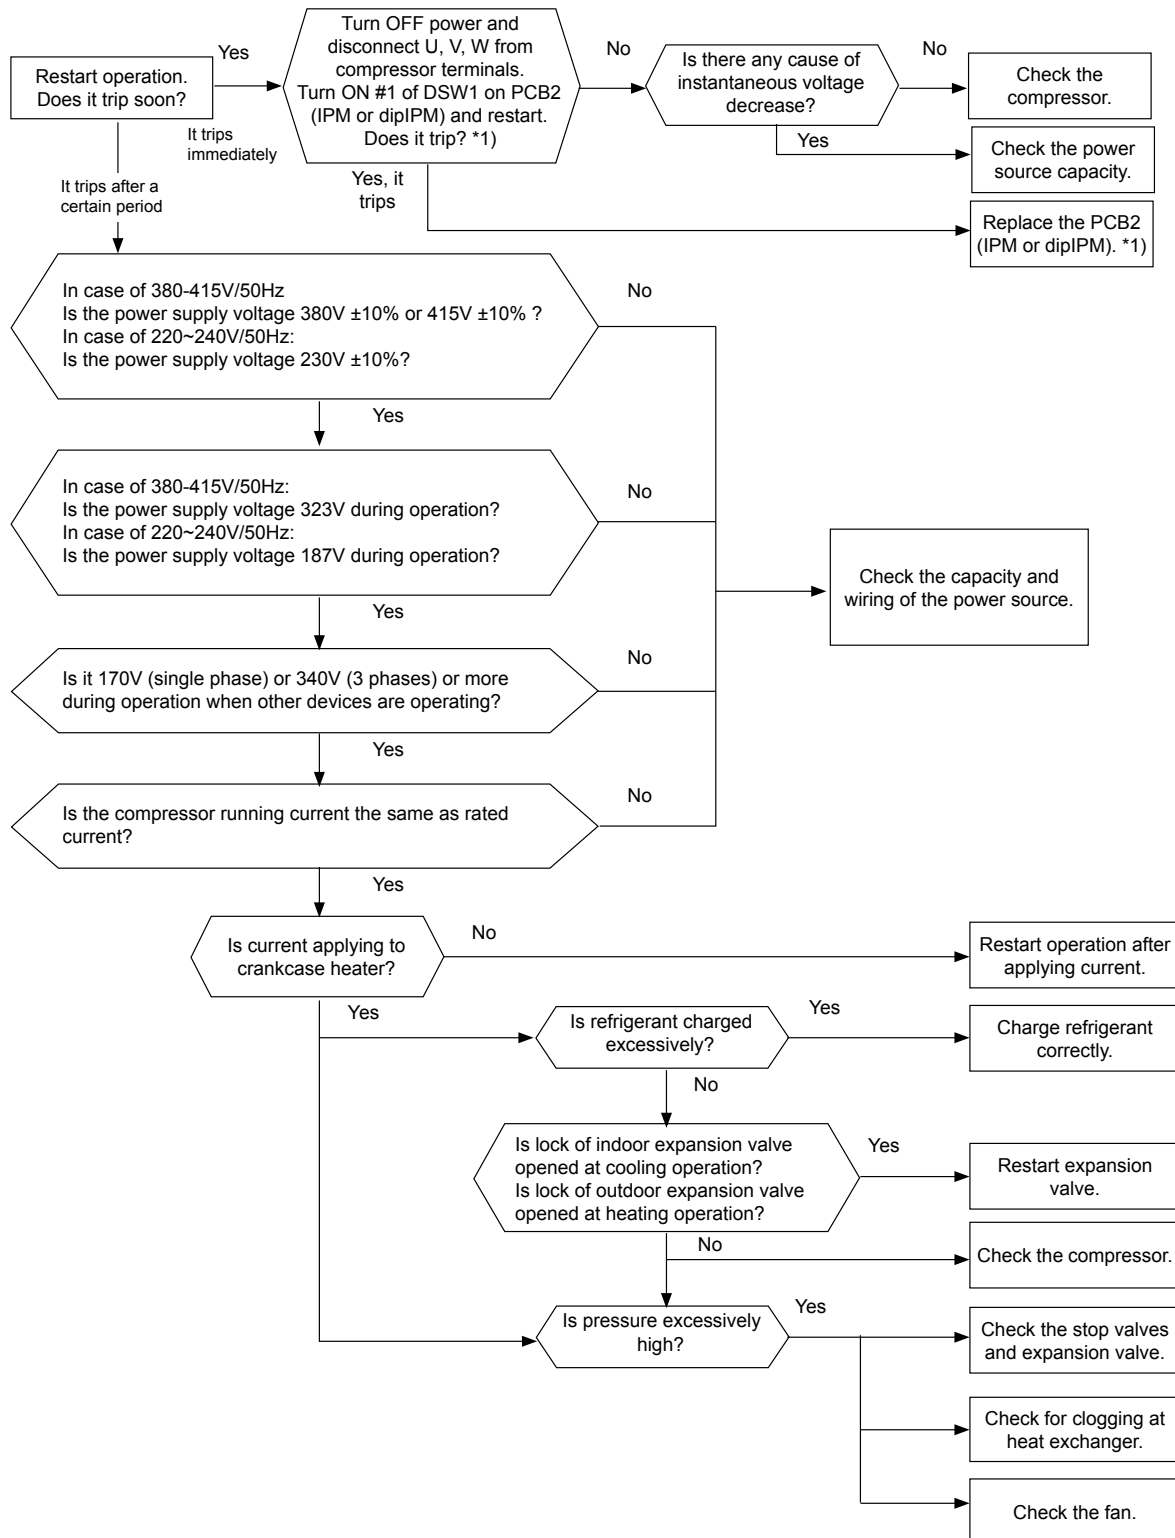 Restart operation.
Does it trip soon?
Yes
It trips
immediately
It trips after a
certain period
Turn OFF power and
disconnect U, V, W from
compressor terminals.
Turn ON #1 of DSW1 on PCB2
(IPM or dipIPM) and restart.
Does it trip? *1)
No
Yes, it
trips
Is there any cause of
instantaneous voltage
decrease?
No
Yes
Check the
compressor.
Check the power
source capacity.
Replace the PCB2
(IPM or dipIPM). *1)
In case of 380-415V/50Hz
Is the power supply voltage 380V ±10% or 415V ±10% ?
In case of 220~240V/50Hz:
Is the power supply voltage 230V ±10%?
No
Yes
In case of 380-415V/50Hz:
Is the power supply voltage 323V during operation?
In case of 220~240V/50Hz:
Is the power supply voltage 187V during operation?
No
Yes
Check the capacity and
wiring of the power source.
Is it 170V (single phase) or 340V (3 phases) or more
during operation when other devices are operating?
No
Yes
Is the compressor running current the same as rated
current?
No
Yes
Is current applying to
crankcase heater?
No
Restart operation after
applying current.
Yes
Is refrigerant charged
excessively?
Yes
Charge refrigerant
correctly.
No
Is lock of indoor expansion valve
opened at cooling operation?
Is lock of outdoor expansion valve
opened at heating operation?
Yes
Restart expansion
valve.
No
Check the compressor.
Is pressure excessively
high?
Yes
Check the stop valves
and expansion valve.
Check for clogging at
heat exchanger.
Check the fan.